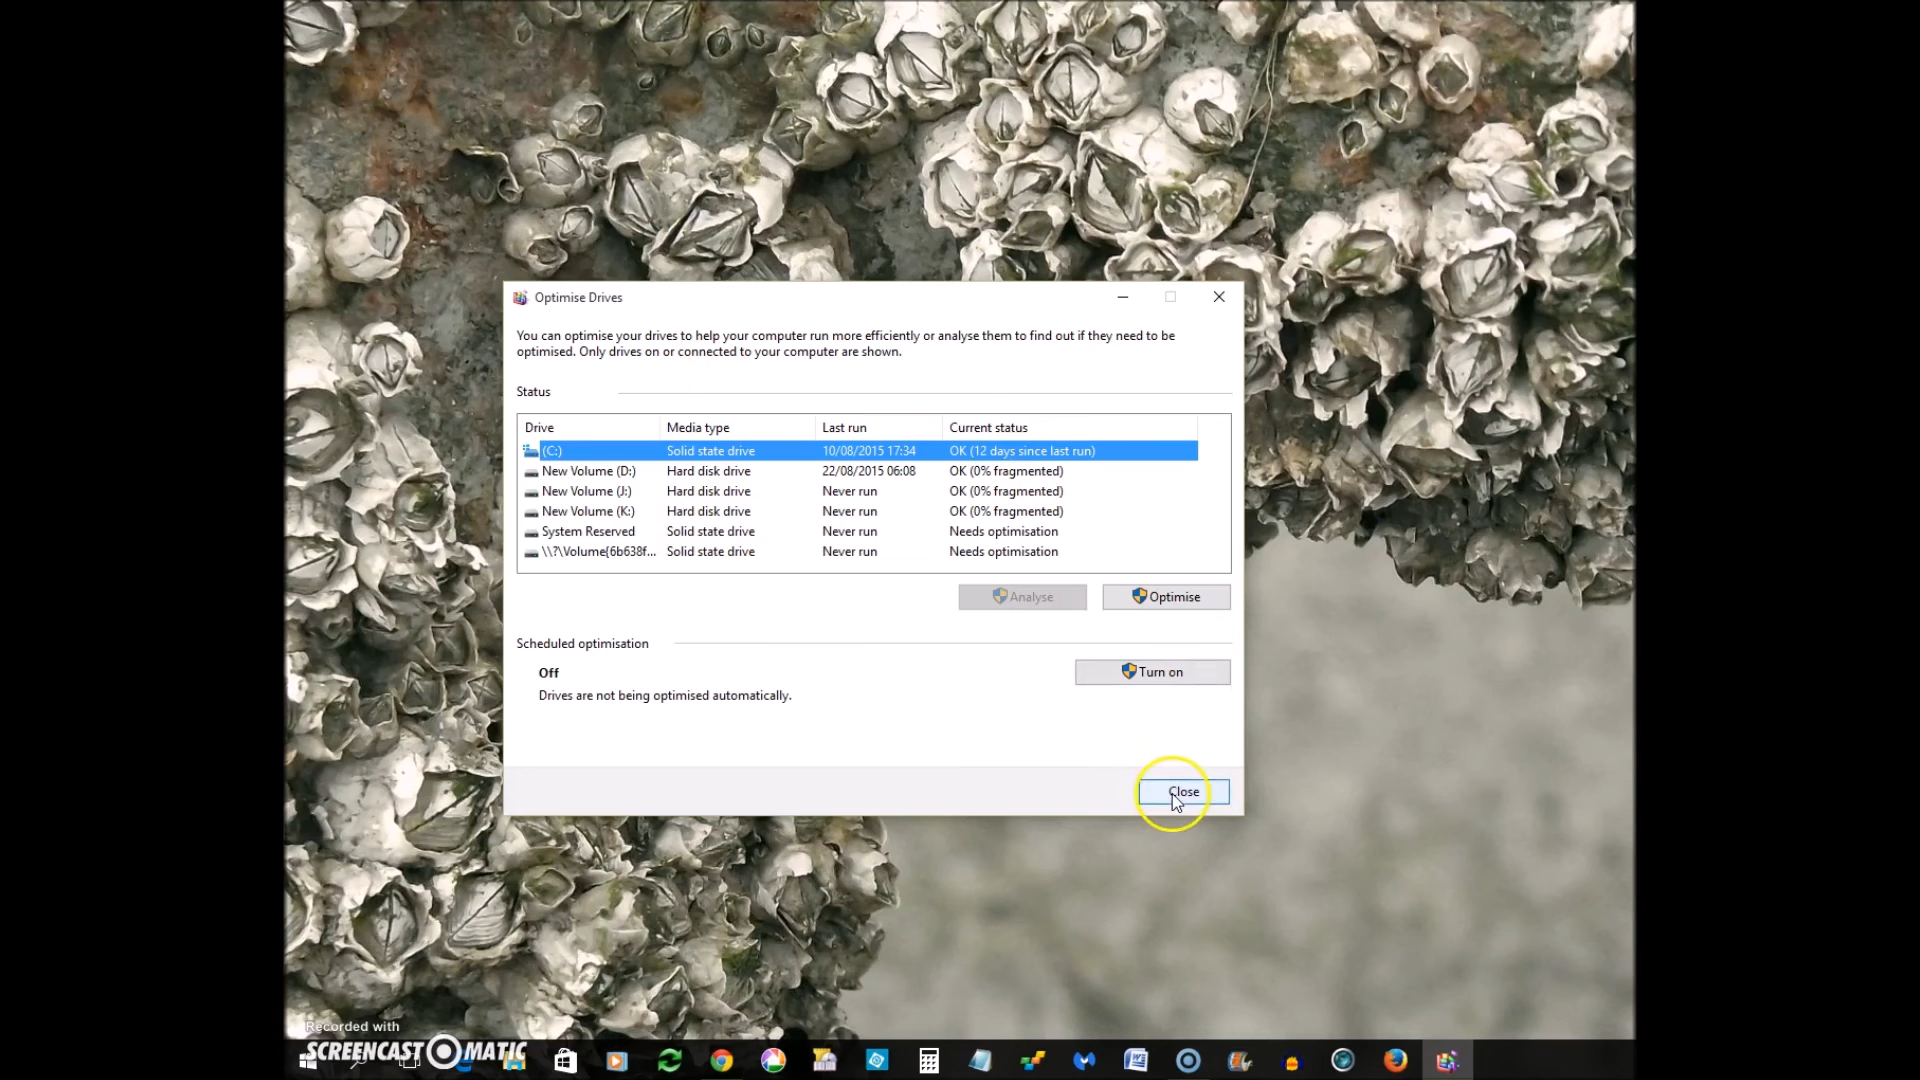 Optimise Drives
You can optimise your drives to help your computer run more efficiently or analyse them to find out if they need to be
optimised. Only drives on or connected to your computer are shown.
Status
Drive Media type Last run Current status
(C:) Solid state drive 10/08/2015 17:34 OK (12 days since last run)
New Volume (D:) Hard disk drive 22/08/2015 06:08 OK (0% fragmented)
New Volume (J:) Hard disk drive Never run OK (0% fragmented)
New Volume (K:) Hard disk drive Never run OK (0% fragmented)
System Reserved Solid state drive Never run Needs optimisation
\\?\Volume{6b638f... Solid state drive Never run Needs optimisation
Analyse Optimise
Scheduled optimisation
Off
Turn on
Drives are not being optimised automatically.
Close
Recorded with
SCREENCAST MATIC